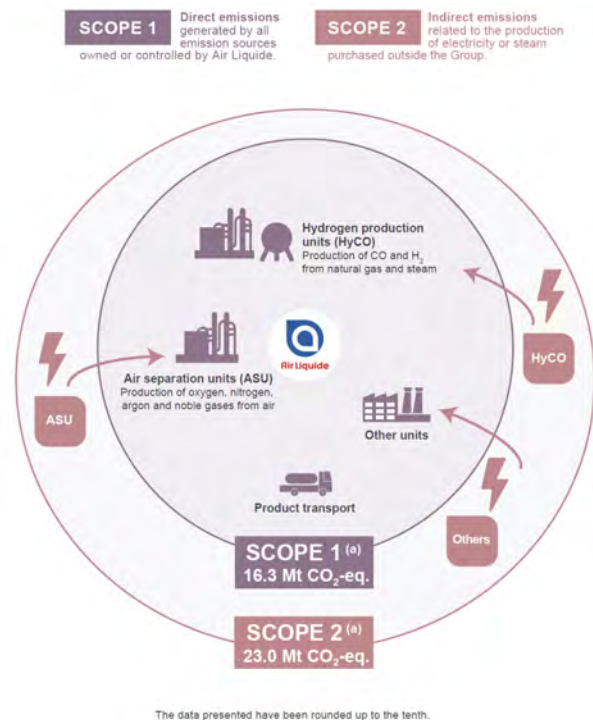 SCOPE 1
Direct emissions
generated by all
emission sources
owned or controlled by Air Liquide.
SCOPE 2
Indirect emissions
related to the production
of electricity or steam
purchased outside the Group.
Hydrogen production
units (HyCO)
Production of CO and H₂
from natural gas and steam
HyCO
Air Liquide
Air separation units (ASU)
Production of oxygen, nitrogen,
argon and noble gases from air
ASU
Other units
Product transport
Others
SCOPE 1 (a)
16.3 Mt CO₂-eq.
SCOPE 2 (a)
23.0 Mt CO₂-eq.
The data presented have been rounded up to the tenth.